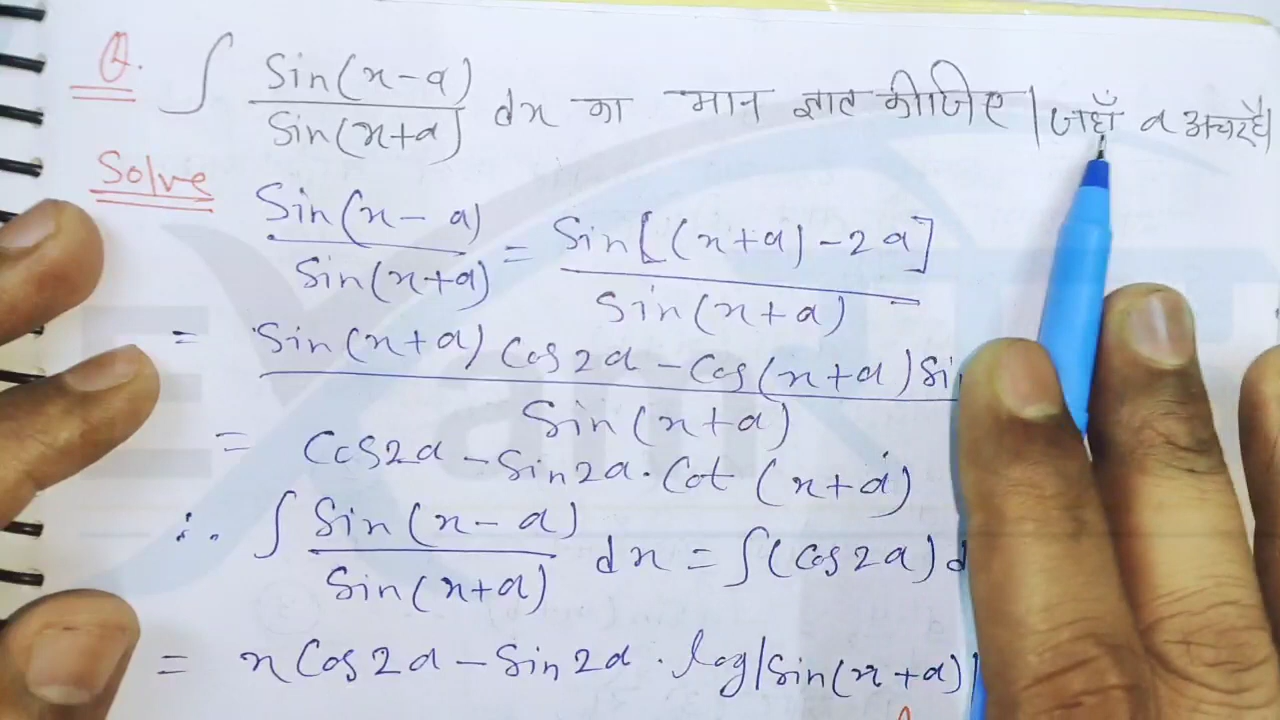 Q. ∫ Sin(x-a)/Sin(x+a) dx का मान ज्ञात कीजिए | जहाँ a अचर है।
Solve
Sin(x-a)/Sin(x+a) = Sin[(x+a)-2a]/Sin(x+a)
= Sin(x+a) Cos2a - Cos(x+a) Si/Sin(x+a)
= Cos2a - Sin2a · Cot (x+a)
∴ ∫ Sin(x-a)/Sin(x+a) dx = ∫(Cos2a) d
= x Cos2a - Sin2a · log|Sin(x+a)|